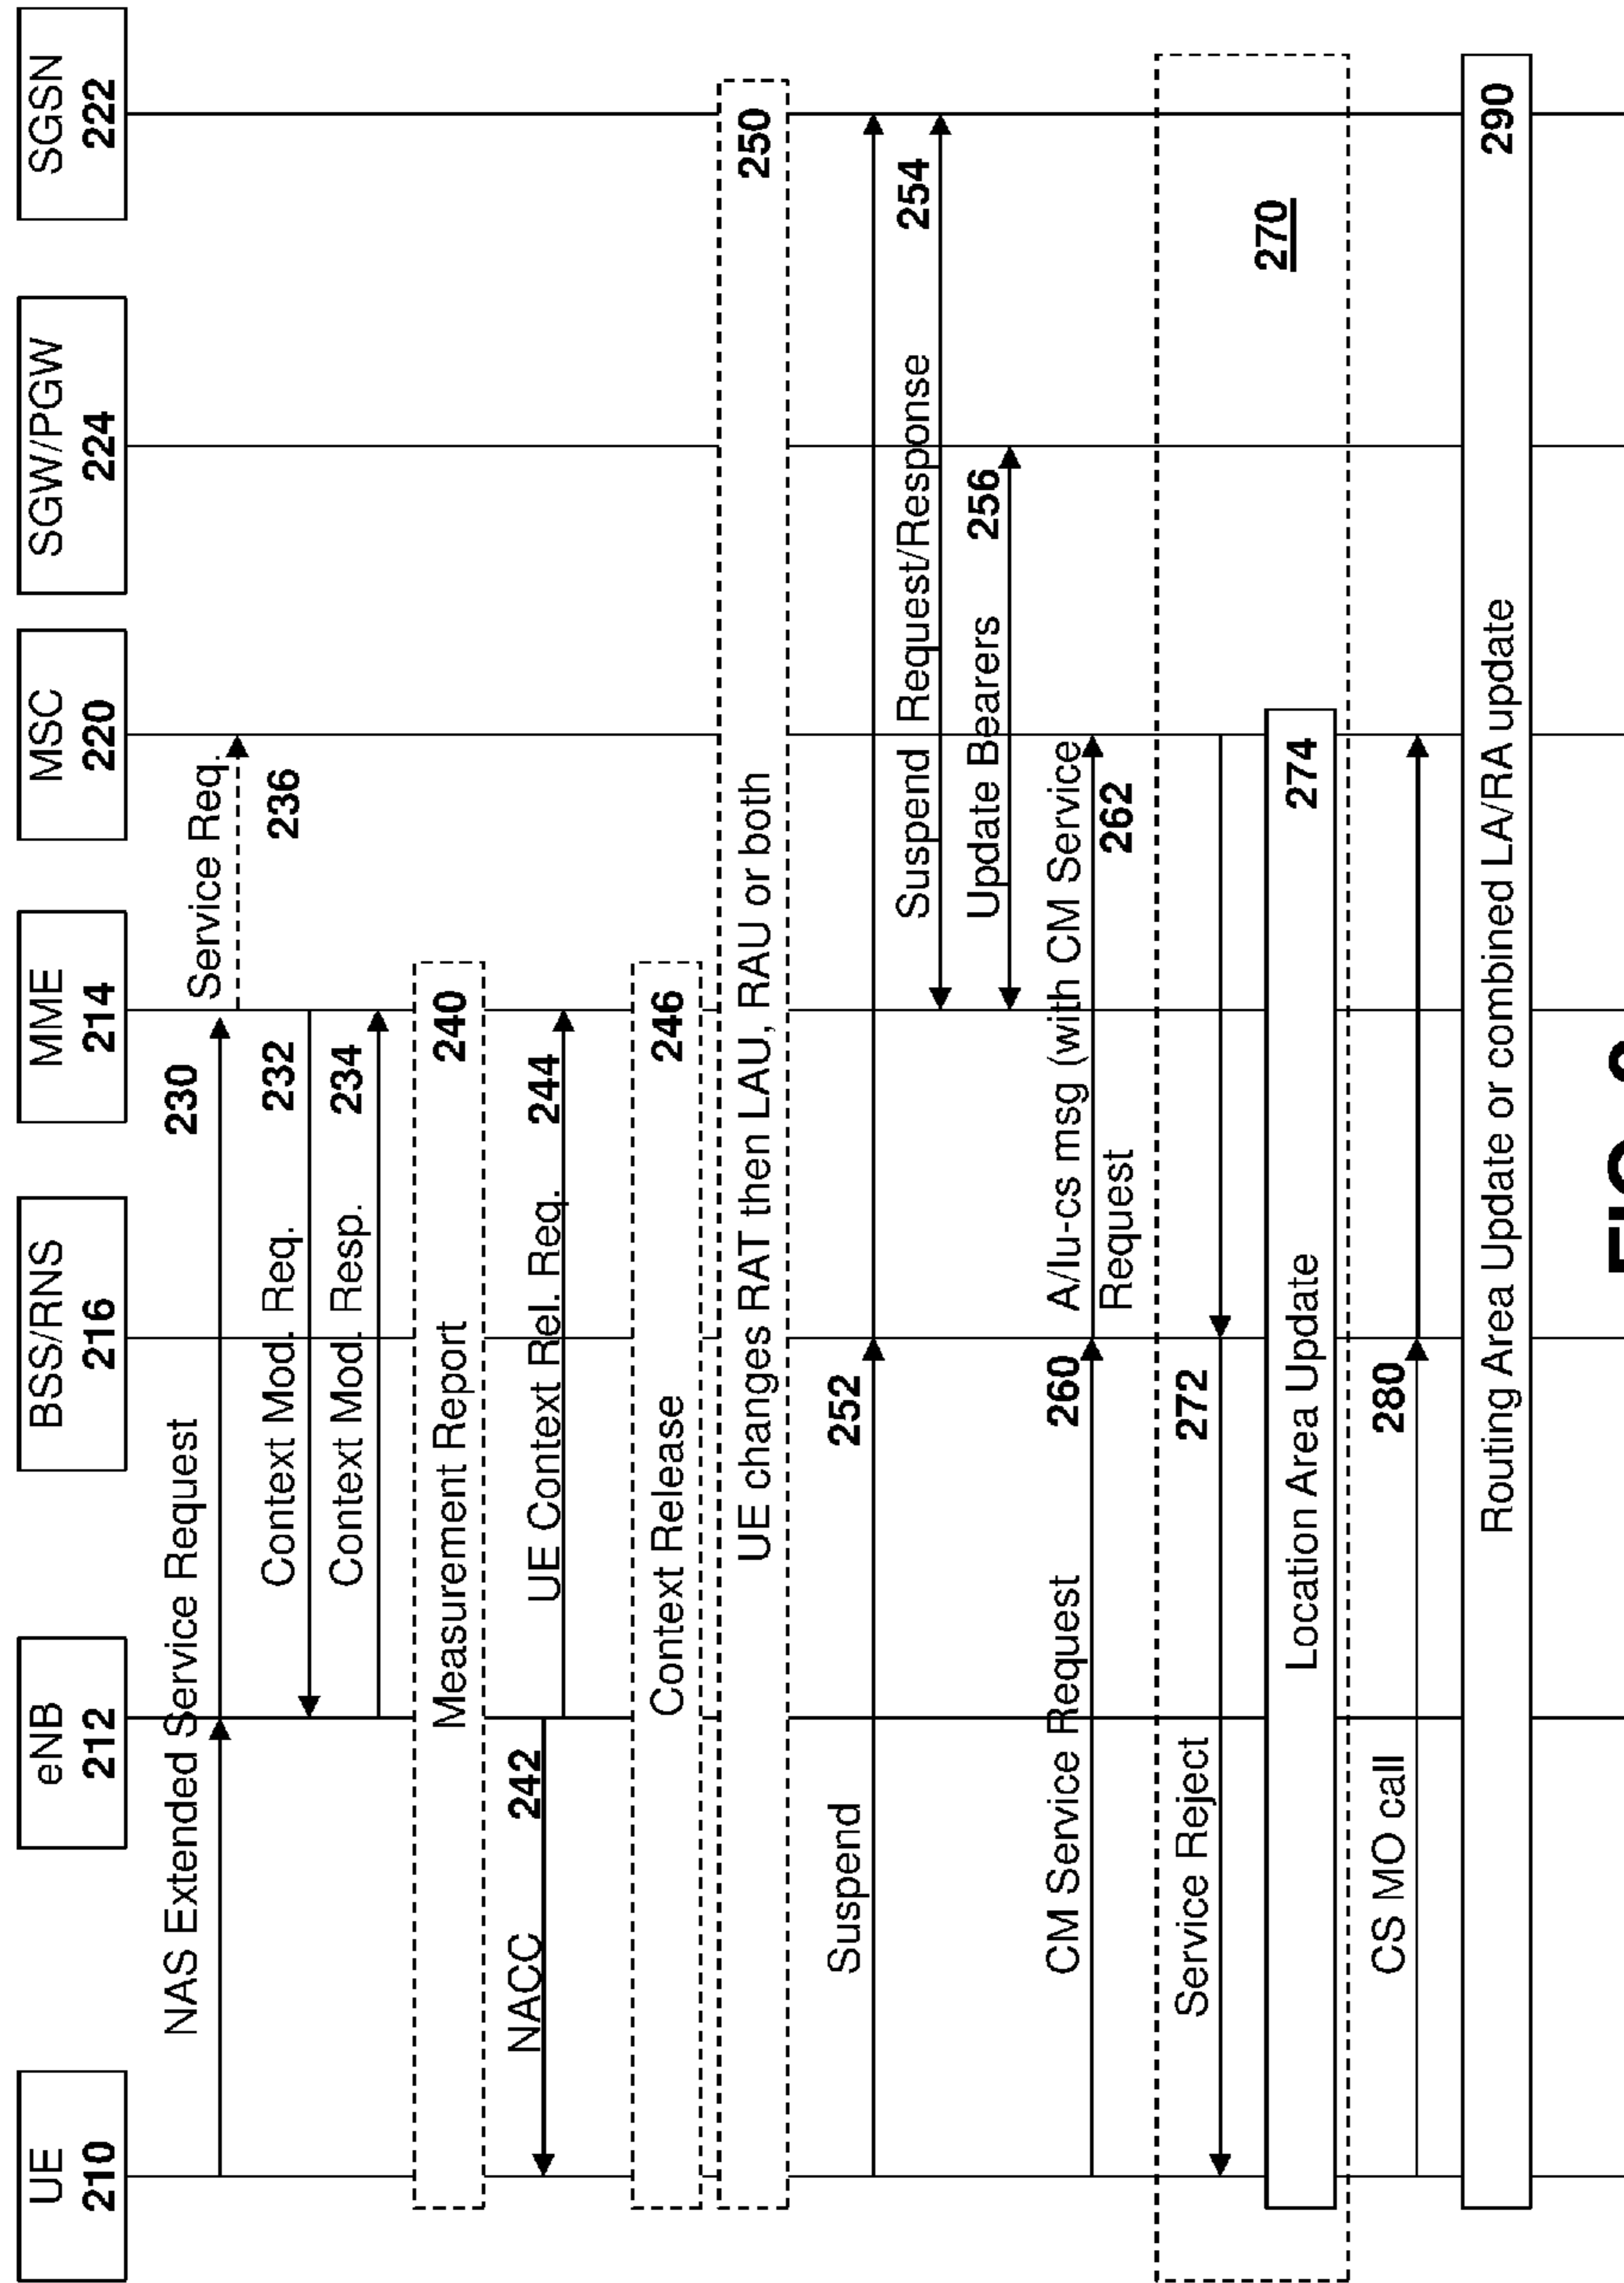 UE
210
eNB
212
BSS/RNS
216
MME
214
MSC
220
SGW/PGW
224
SGSN
222
NAS Extended Service Request
230
Service Req.
236
Context Mod. Req.
232
Context Mod. Resp.
234
Measurement Report
240
NACC
242
UE Context Rel. Req.
244
Context Release
246
UE changes RAT then LAU, RAU or both
250
Suspend
252
Suspend Request/Response
254
Update Bearers
256
CM Service Request
260
A/Iu-cs msg (with CM Service
Request
262
270
Service Reject
272
Location Area Update
274
CS MO call
280
Routing Area Update or combined LA/RA update
290